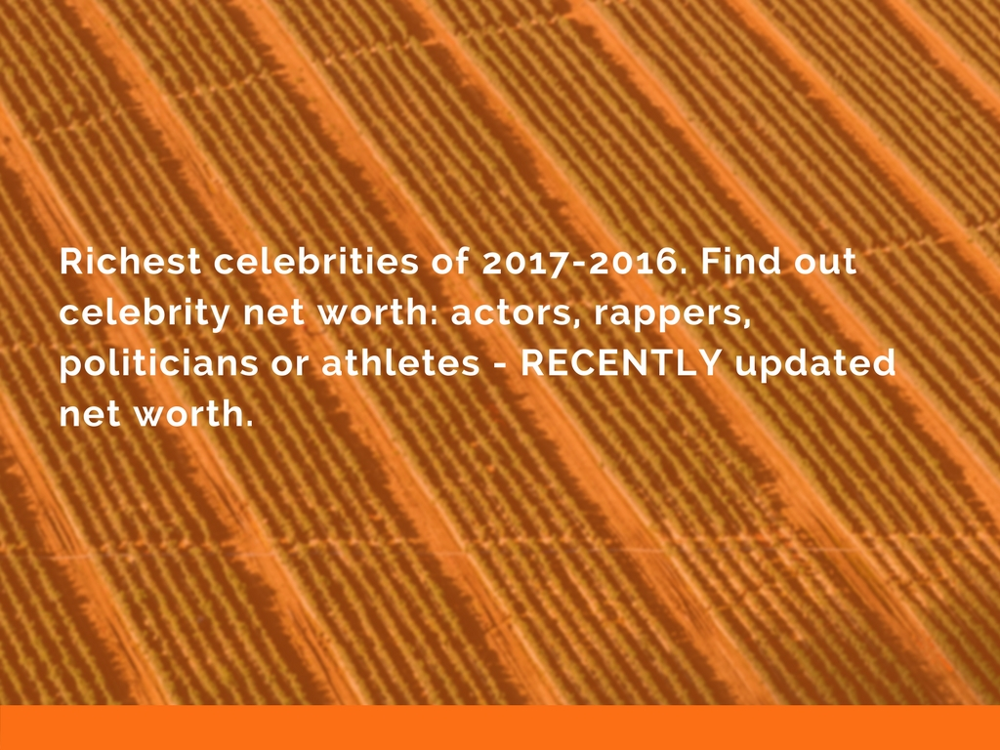 Richest celebrities of 2017-2016. Find out
celebrity net worth: actors, rappers,
politicians or athletes - RECENTLY updated
net worth.